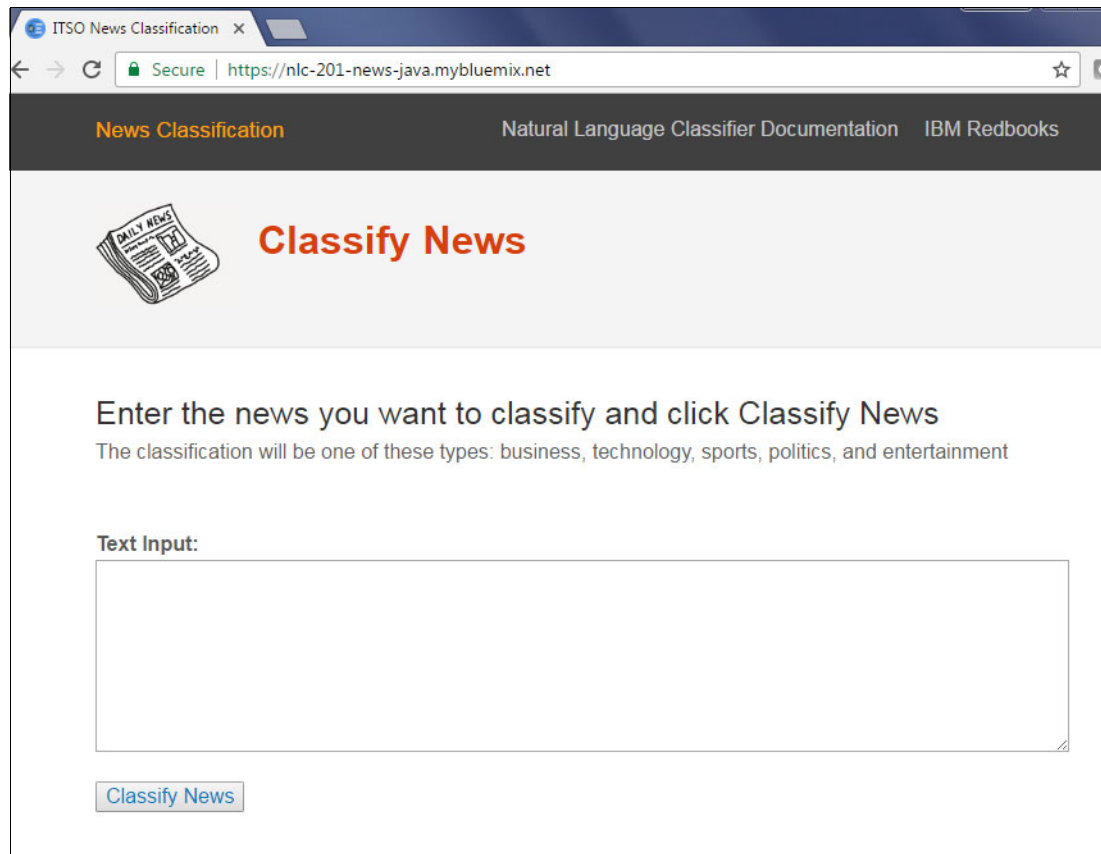 ITSO News Classification
Secure | https://nlc-201-news-java.mybluemix.net
News Classification Natural Language Classifier Documentation IBM Redbooks
DAILY NEWS
Classify News
Enter the news you want to classify and click Classify News
The classification will be one of these types: business, technology, sports, politics, and entertainment
Text Input:
Classify News